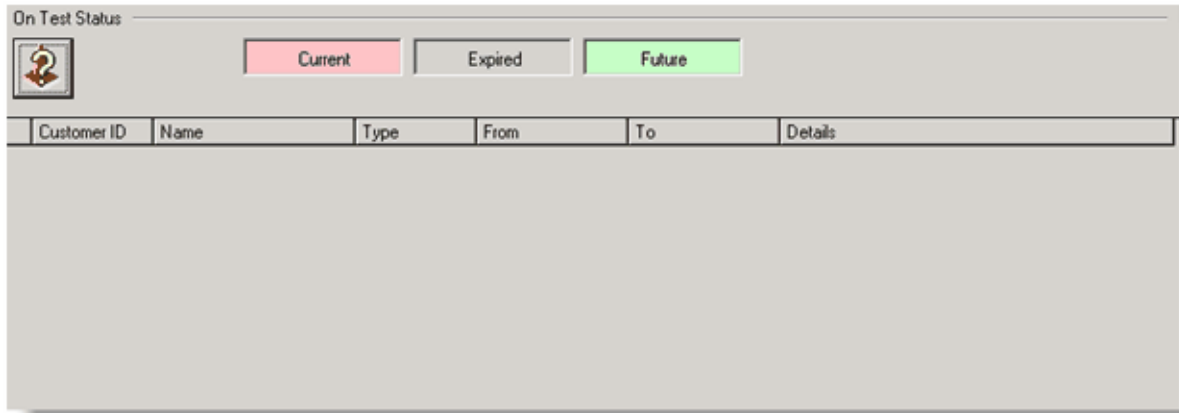 On Test Status
Current Expired Future
Customer ID Name Type From To Details